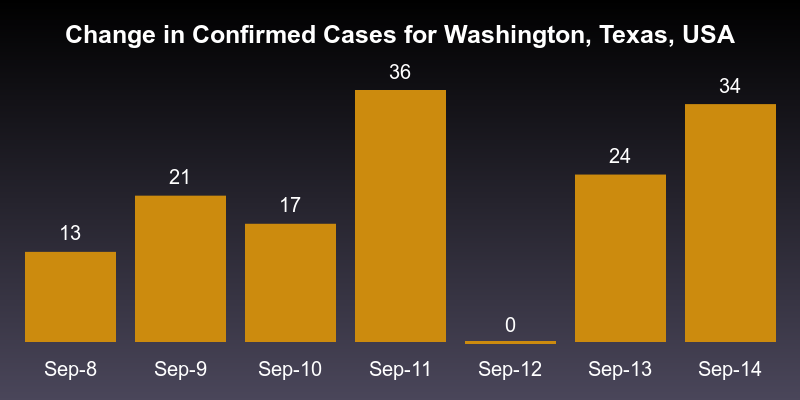 Change in Confirmed Cases for Washington, Texas, USA
13
21
17
36
0
24
34
Sep-8
Sep-9
Sep-10
Sep-11
Sep-12
Sep-13
Sep-14